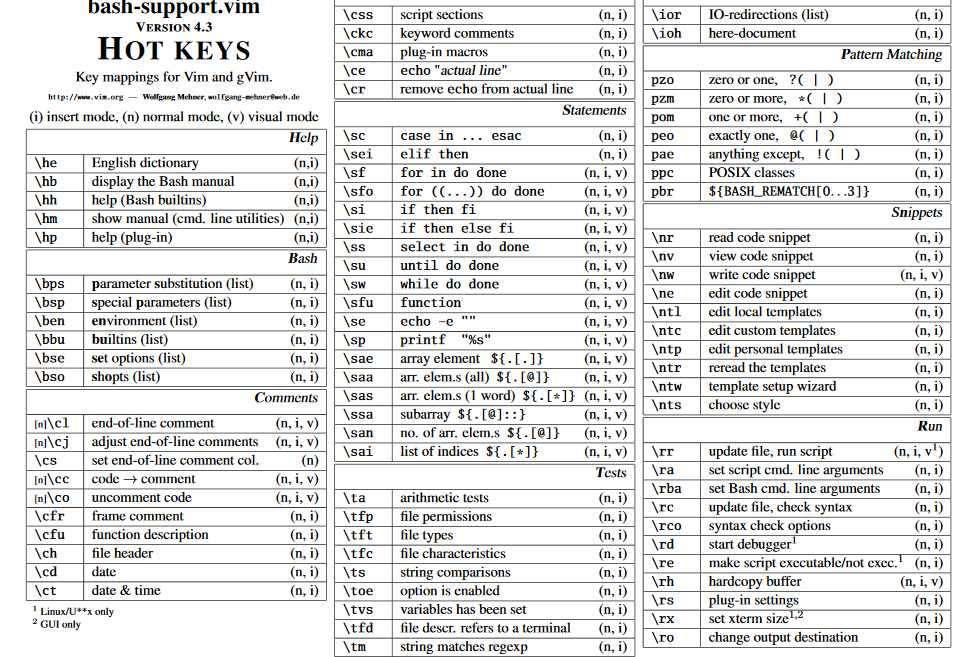 bash-support.vim
VERSION 4.3
HOT KEYS
Key mappings for Vim and gVim.
http://www.vim.org — Wolfgang Mehner, wolfgang-mehner@web.de
(i) insert mode, (n) normal mode, (v) visual mode
Help
\he English dictionary (n,i)
\hb display the Bash manual (n,i)
\hh help (Bash builtins) (n,i)
\hm show manual (cmd. line utilities) (n,i)
\hp help (plug-in) (n,i)
Bash
\bps parameter substitution (list) (n, i)
\bsp special parameters (list) (n, i)
\ben environment (list) (n, i)
\bbu builtins (list) (n, i)
\bse set options (list) (n, i)
\bso shopts (list) (n, i)
Comments
[n]\cl end-of-line comment (n, i, v)
[n]\cj adjust end-of-line comments (n, i, v)
\cs set end-of-line comment col. (n)
[n]\cc code → comment (n, i, v)
[n]\co uncomment code (n, i, v)
\cfr frame comment (n, i)
\cfu function description (n, i)
\ch file header (n, i)
\cd date (n, i)
\ct date & time (n, i)
¹ Linux/U**x only
² GUI only
\css script sections (n, i)
\ckc keyword comments (n, i)
\cma plug-in macros (n, i)
\ce echo "actual line" (n, i)
\cr remove echo from actual line (n, i)
Statements
\sc case in ... esac (n, i)
\sei elif then (n, i)
\sf for in do done (n, i, v)
\sfo for ((...)) do done (n, i, v)
\si if then fi (n, i, v)
\sie if then else fi (n, i, v)
\ss select in do done (n, i, v)
\su until do done (n, i, v)
\sw while do done (n, i, v)
\sfu function (n, i, v)
\se echo -e "" (n, i, v)
\sp printf "%s" (n, i, v)
\sae array element ${.[.]} (n, i, v)
\saa arr. elem.s (all) ${.[@]} (n, i, v)
\sas arr. elem.s (1 word) ${.[*]} (n, i, v)
\ssa subarray ${.[@]::} (n, i, v)
\san no. of arr. elem.s ${.[@]} (n, i, v)
\sai list of indices ${.[*]} (n, i, v)
Tests
\ta arithmetic tests (n, i)
\tfp file permissions (n, i)
\tft file types (n, i)
\tfc file characteristics (n, i)
\ts string comparisons (n, i)
\toe option is enabled (n, i)
\tvs variables has been set (n, i)
\tfd file descr. refers to a terminal (n, i)
\tm string matches regexp (n, i)
\ior IO-redirections (list) (n, i)
\ioh here-document (n, i)
Pattern Matching
pzo zero or one, ?( | ) (n, i)
pzm zero or more, *( | ) (n, i)
pom one or more, +( | ) (n, i)
peo exactly one, @( | ) (n, i)
pae anything except, !( | ) (n, i)
ppc POSIX classes (n, i)
pbr ${BASH_REMATCH[0...3]} (n, i)
Snippets
\nr read code snippet (n, i)
\nv view code snippet (n, i)
\nw write code snippet (n, i, v)
\ne edit code snippet (n, i)
\ntl edit local templates (n, i)
\ntc edit custom templates (n, i)
\ntp edit personal templates (n, i)
\ntr reread the templates (n, i)
\ntw template setup wizard (n, i)
\nts choose style (n, i)
Run
\rr update file, run script (n, i, v¹)
\ra set script cmd. line arguments (n, i)
\rba set Bash cmd. line arguments (n, i)
\rc update file, check syntax (n, i)
\rco syntax check options (n, i)
\rd start debugger¹ (n, i)
\re make script executable/not exec.¹ (n, i)
\rh hardcopy buffer (n, i, v)
\rs plug-in settings (n, i)
\rx set xterm size¹,² (n, i)
\ro change output destination (n, i)